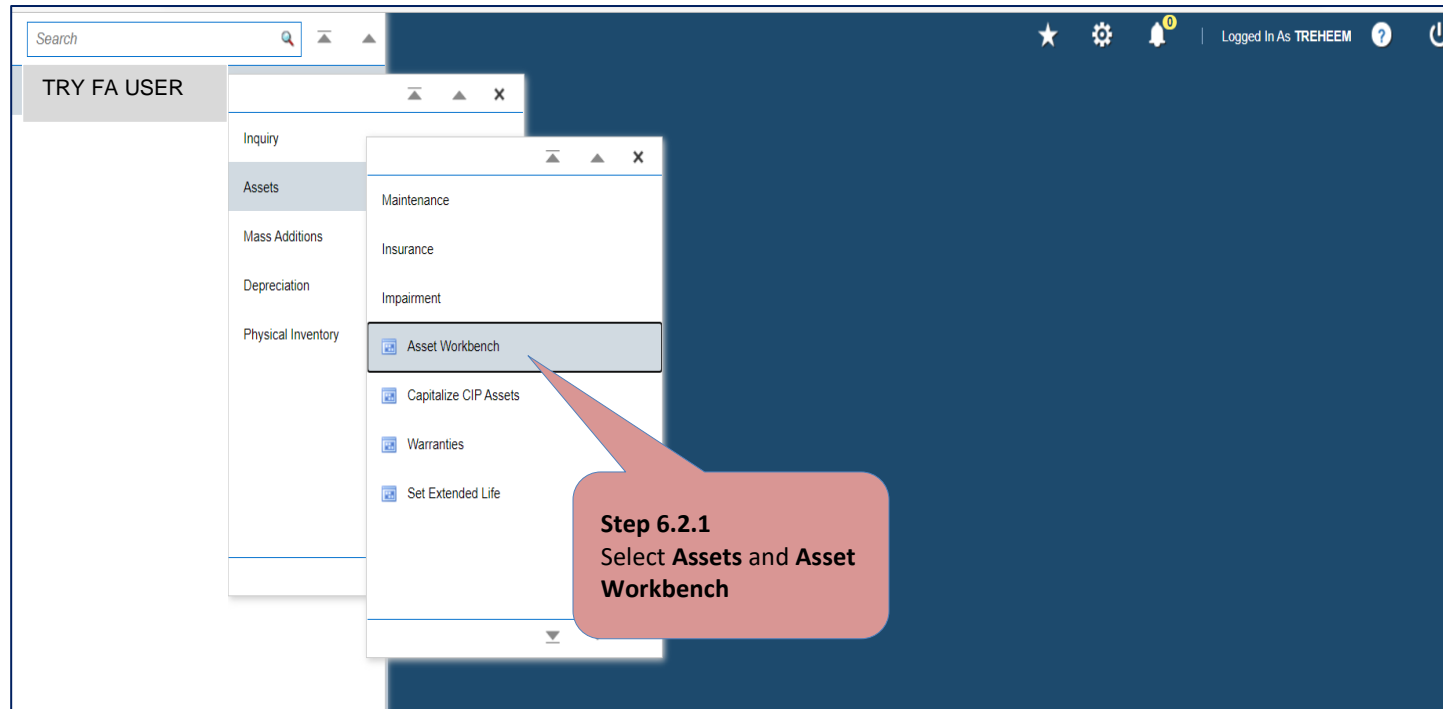 Search
0
Logged In As TREHEEM
?
TRY FA USER
Inquiry
Assets
Mass Additions
Depreciation
Physical Inventory
Maintenance
Insurance
Impairment
Asset Workbench
Capitalize CIP Assets
Warranties
Set Extended Life
Step 6.2.1
Select Assets and Asset
Workbench